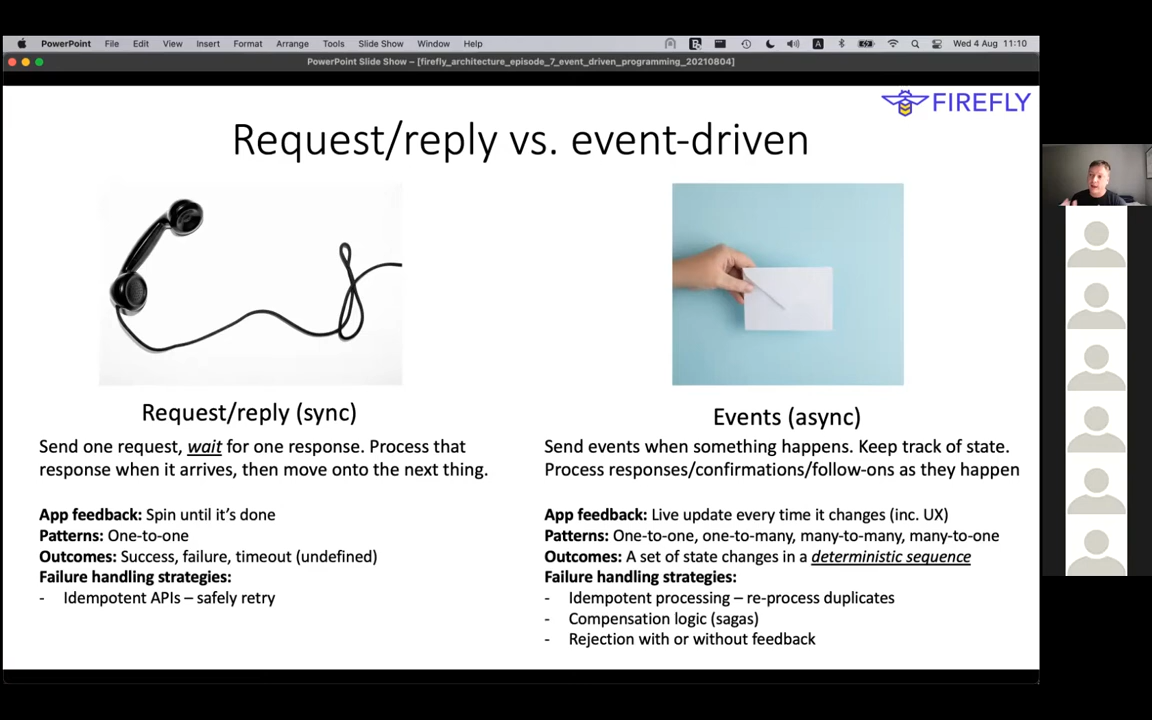 PowerPoint File Edit View Insert Format Arrange Tools Slide Show Window Help A Wed 4 Aug 11:10
PowerPoint Slide Show – [firefly_architecture_episode_7_event_driven_programming_20210804]
FIREFLY
Request/reply vs. event-driven
Request/reply (sync)
Send one request, wait for one response. Process that
response when it arrives, then move onto the next thing.
App feedback: Spin until it's done
Patterns: One-to-one
Outcomes: Success, failure, timeout (undefined)
Failure handling strategies:
- Idempotent APIs – safely retry
Events (async)
Send events when something happens. Keep track of state.
Process responses/confirmations/follow-ons as they happen
App feedback: Live update every time it changes (inc. UX)
Patterns: One-to-one, one-to-many, many-to-many, many-to-one
Outcomes: A set of state changes in a deterministic sequence
Failure handling strategies:
- Idempotent processing – re-process duplicates
- Compensation logic (sagas)
- Rejection with or without feedback